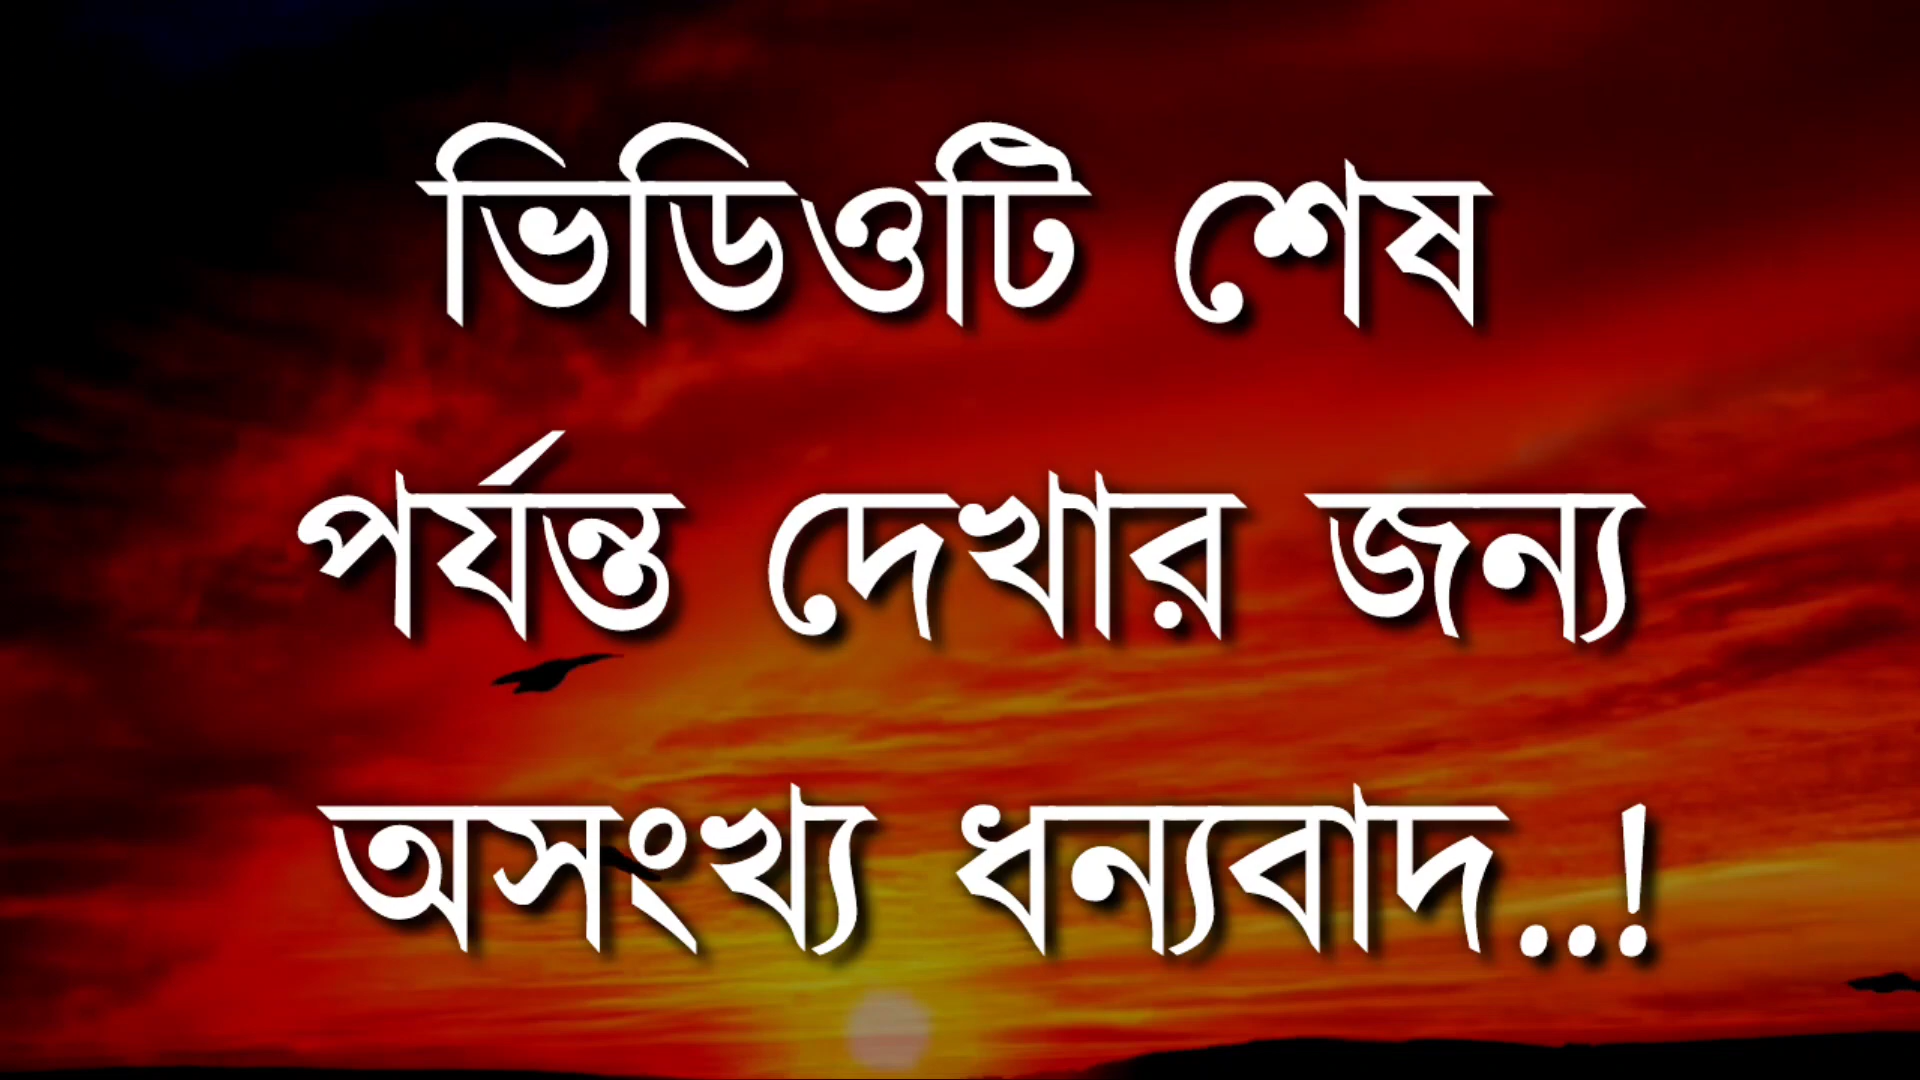 ভিডিওটি শেষ
পর্যন্ত দেখার জন্য
অসংখ্য ধন্যবাদ..!